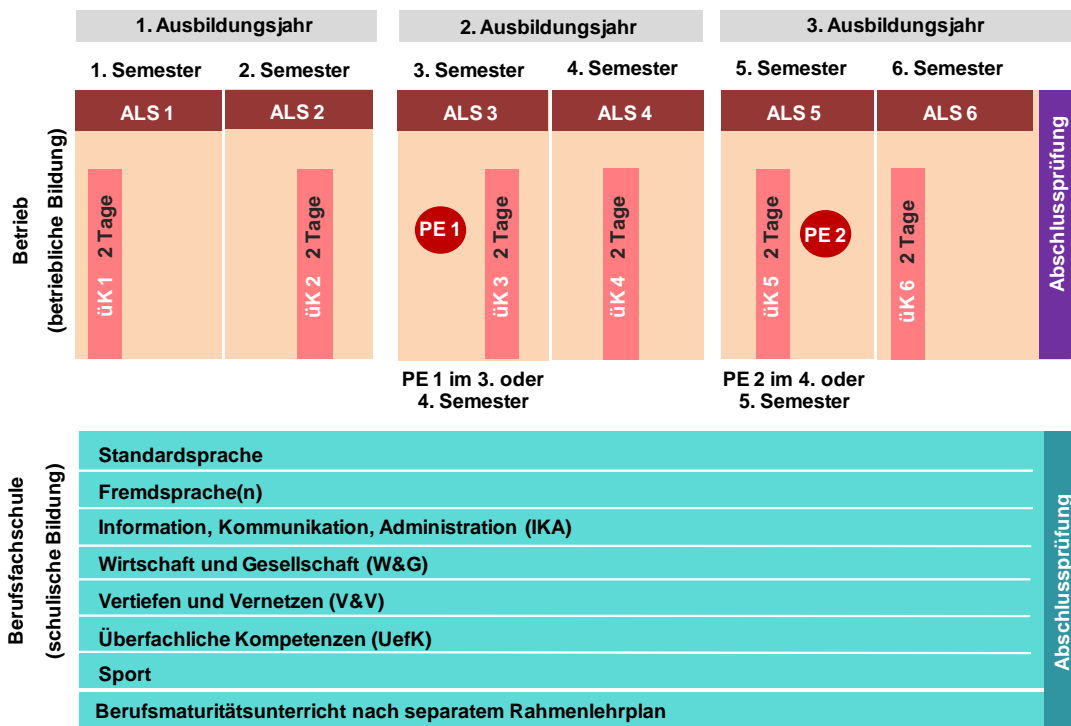 1. Ausbildungsjahr
2. Ausbildungsjahr
3. Ausbildungsjahr
1. Semester
2. Semester
3. Semester
4. Semester
5. Semester
6. Semester
Betrieb
(betriebliche Bildung)
ALS 1
ALS 2
ALS 3
ALS 4
ALS 5
ALS 6
üK 1 2 Tage
üK 2 2 Tage
PE 1
üK 3 2 Tage
üK 4 2 Tage
üK 5 2 Tage
PE 2
üK 6 2 Tage
Abschlussprüfung
PE 1 im 3. oder
4. Semester
PE 2 im 4. oder
5. Semester
Berufsfachschule
(schulische Bildung)
Standardsprache
Fremdsprache(n)
Information, Kommunikation, Administration (IKA)
Wirtschaft und Gesellschaft (W&G)
Vertiefen und Vernetzen (V&V)
Überfachliche Kompetenzen (UefK)
Sport
Berufsmaturitätsunterricht nach separatem Rahmenlehrplan
Abschlussprüfung